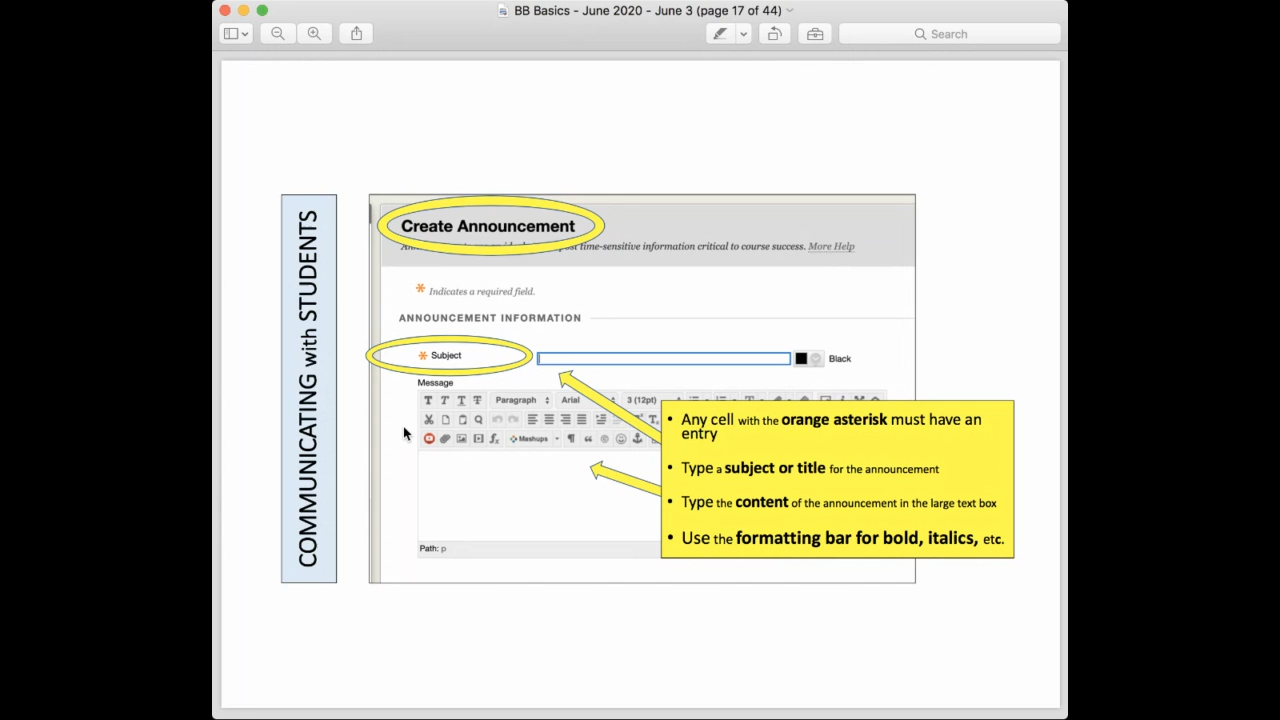 BB Basics - June 2020 - June 3 (page 17 of 44)
Search
COMMUNICATING with STUDENTS
Create Announcement
post time-sensitive information critical to course success. More Help
* Indicates a required field.
ANNOUNCEMENT INFORMATION
* Subject
Black
Message
T T T T Paragraph Arial 3 (12pt)
Mashups
Path: p
• Any cell with the orange asterisk must have an
entry
• Type a subject or title for the announcement
• Type the content of the announcement in the large text box
• Use the formatting bar for bold, italics, etc.